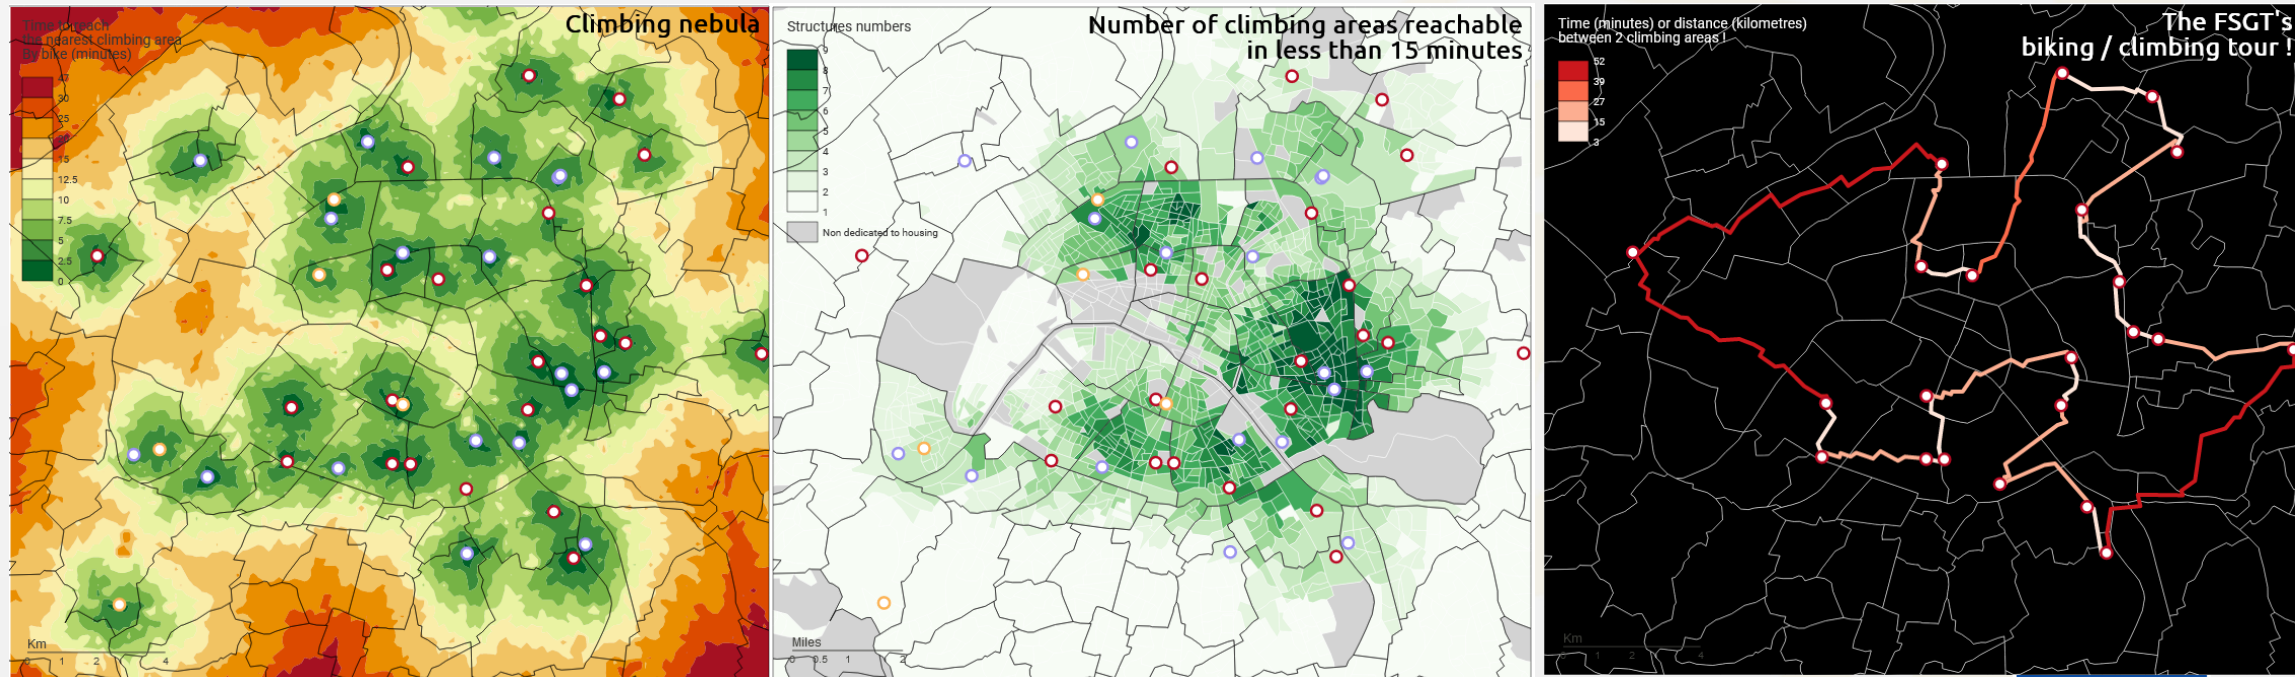 Time to reach
the nearest climbing area
by bike (minutes)
Climbing nebula
47
30
25
20
15
12.5
10
7.5
5
2.5
0
Km
0 1 2 4
Structures numbers
Number of climbing areas reachable
in less than 15 minutes
9
8
7
6
5
4
3
2
1
Non dedicated to housing
Miles
0 0.5 1 2
Time (minutes) or distance (kilometres)
between 2 climbing areas !
The FSGT's
biking / climbing tour !
52
39
27
15
3
Km
0 1 2 4